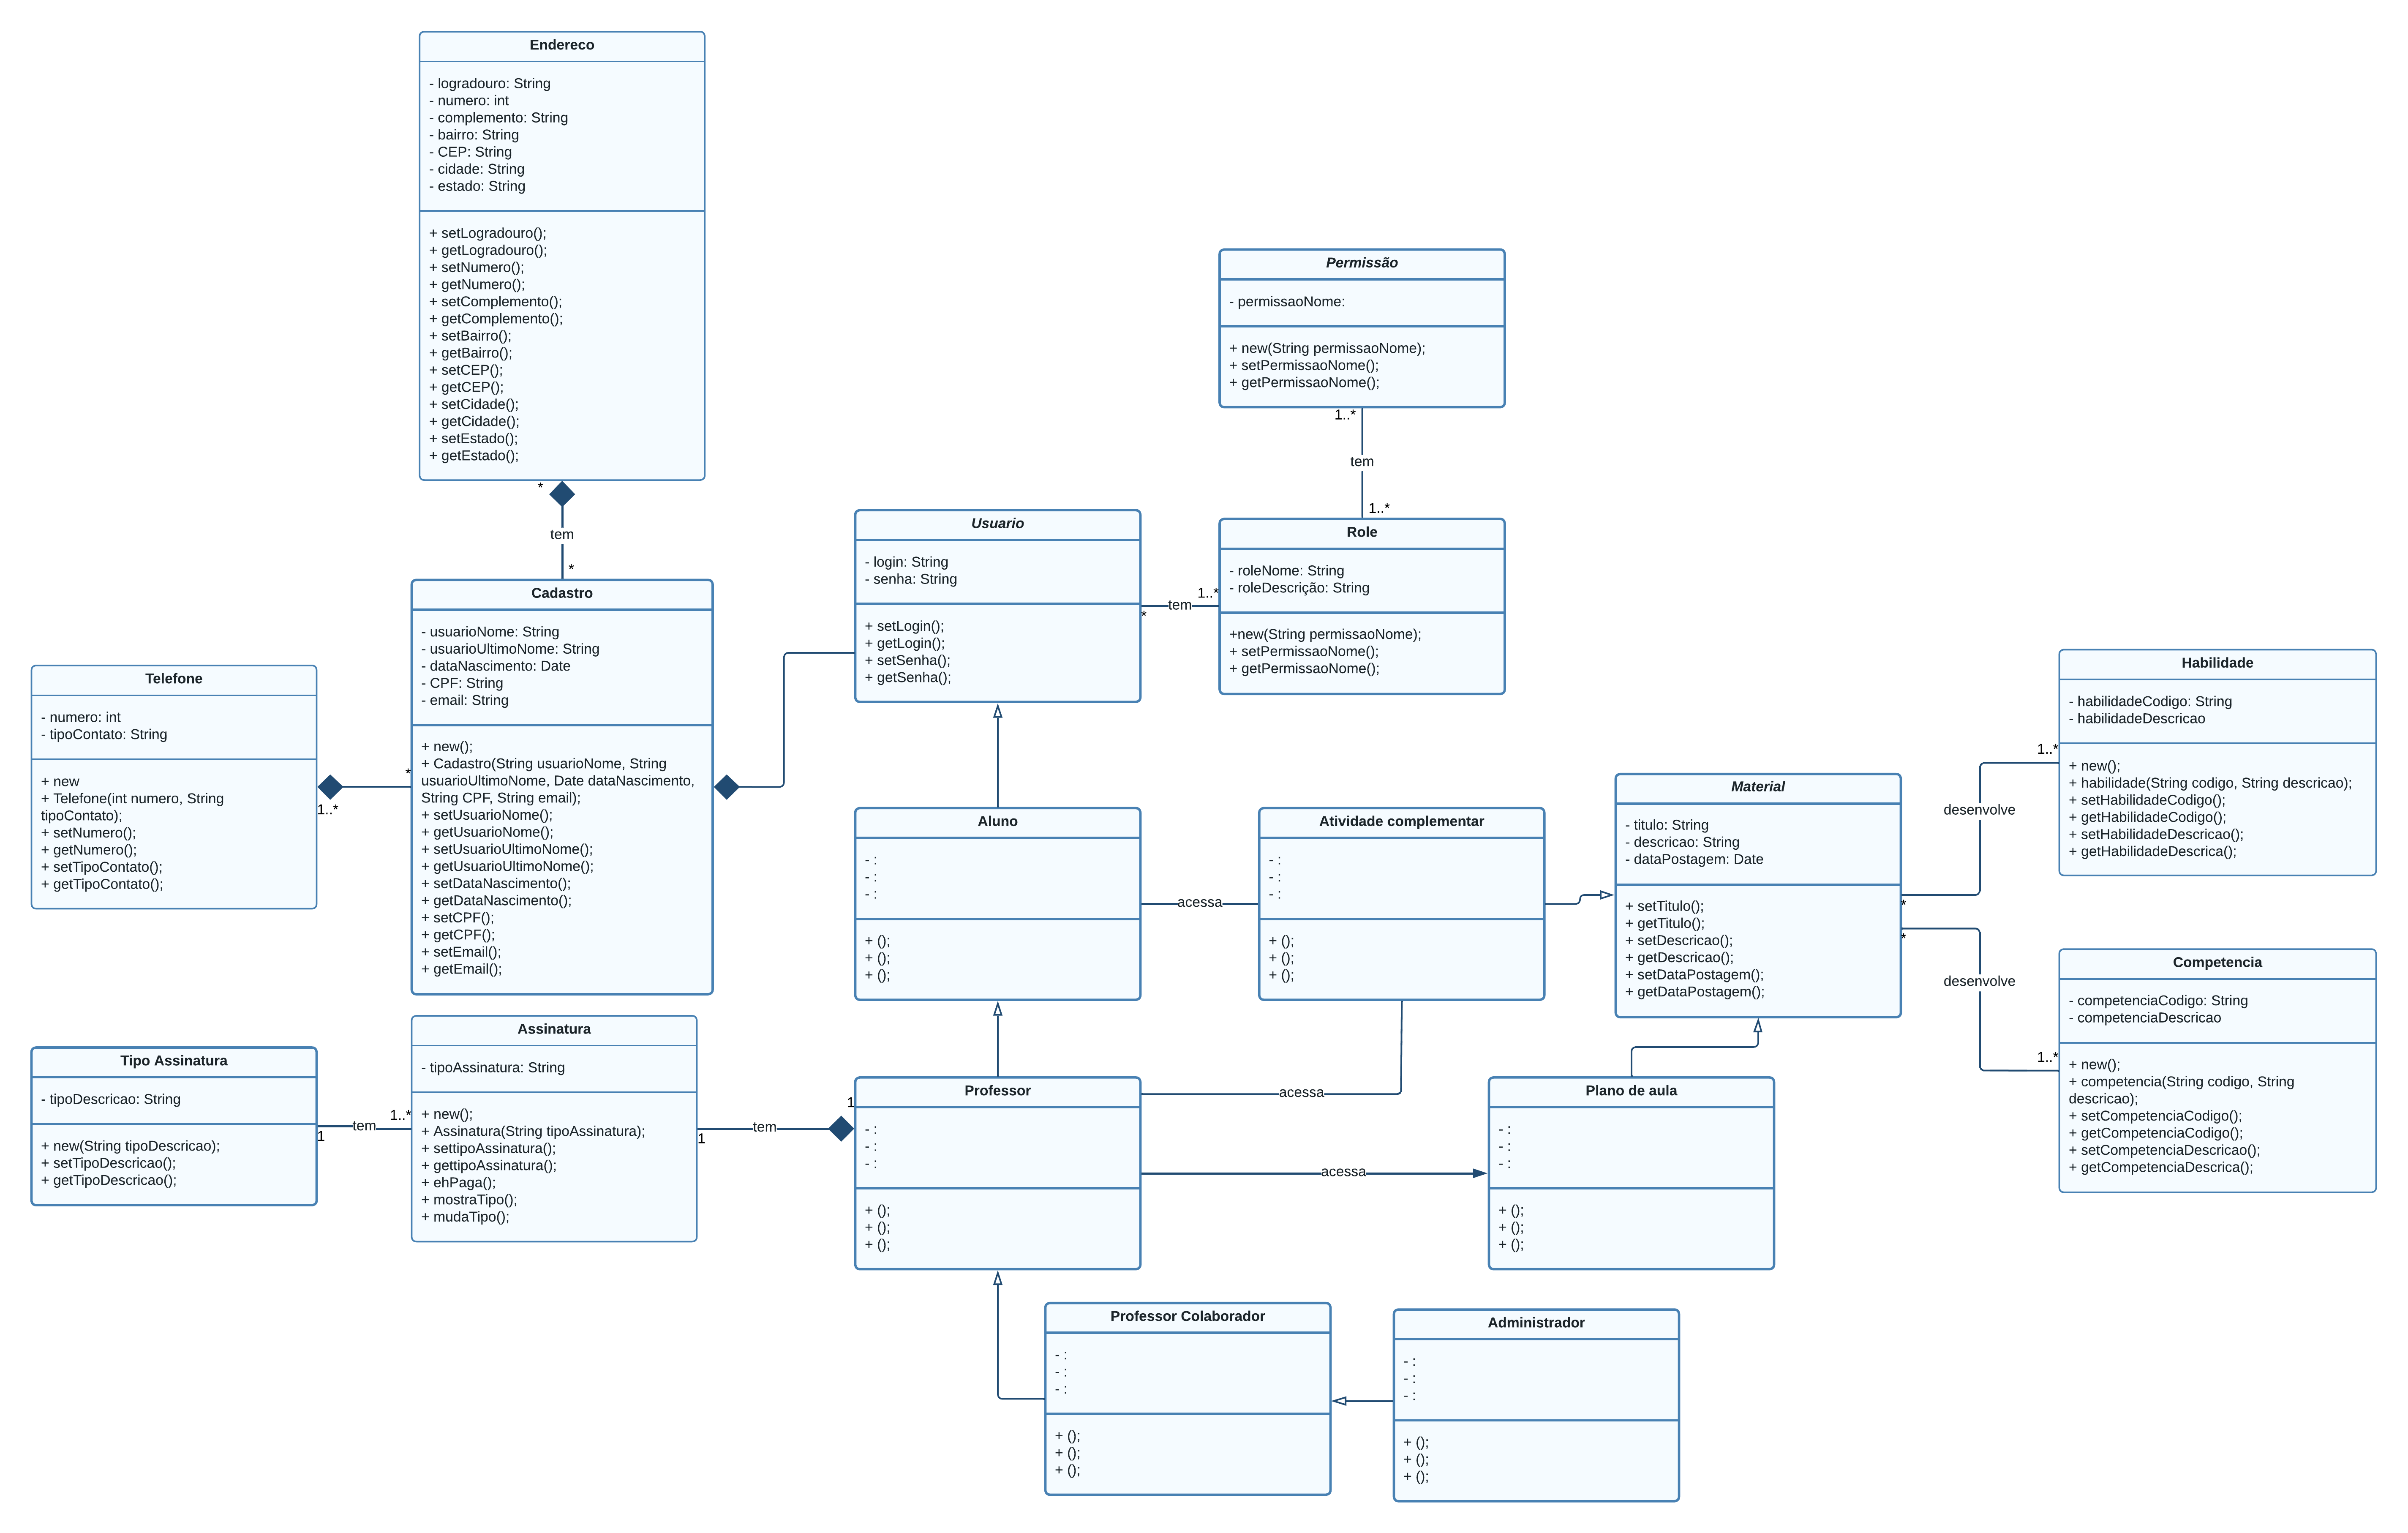 Endereco
- logradouro: String
- numero: int
- complemento: String
- bairro: String
- CEP: String
- cidade: String
- estado: String
+ setLogradouro();
+ getLogradouro();
+ setNumero();
+ getNumero();
+ setComplemento();
+ getComplemento();
+ setBairro();
+ getBairro();
+ setCEP();
+ getCEP();
+ setCidade();
+ getCidade();
+ setEstado();
+ getEstado();
*
tem
*
Permissão
- permissaoNome:
+ new(String permissaoNome);
+ setPermissaoNome();
+ getPermissaoNome();
1..*
tem
1..*
Usuario
- login: String
- senha: String
+ setLogin();
+ getLogin();
+ setSenha();
+ getSenha();
*
tem
1..*
Role
- roleNome: String
- roleDescrição: String
+new(String permissaoNome);
+ setPermissaoNome();
+ getPermissaoNome();
Cadastro
- usuarioNome: String
- usuarioUltimoNome: String
- dataNascimento: Date
- CPF: String
- email: String
+ new();
+ Cadastro(String usuarioNome, String
usuarioUltimoNome, Date dataNascimento,
String CPF, String email);
+ setUsuarioNome();
+ getUsuarioNome();
+ setUsuarioUltimoNome();
+ getUsuarioUltimoNome();
+ setDataNascimento();
+ getDataNascimento();
+ setCPF();
+ getCPF();
+ setEmail();
+ getEmail();
Telefone
- numero: int
- tipoContato: String
+ new
+ Telefone(int numero, String
tipoContato);
+ setNumero();
+ getNumero();
+ setTipoContato();
+ getTipoContato();
1..*
*
Habilidade
- habilidadeCodigo: String
- habilidadeDescricao
+ new();
+ habilidade(String codigo, String descricao);
+ setHabilidadeCodigo();
+ getHabilidadeCodigo();
+ setHabilidadeDescricao();
+ getHabilidadeDescrica();
1..*
desenvolve
*
Material
- titulo: String
- descricao: String
- dataPostagem: Date
+ setTitulo();
+ getTitulo();
+ setDescricao();
+ getDescricao();
+ setDataPostagem();
+ getDataPostagem();
*
desenvolve
1..*
Aluno
- :
- :
- :
+ ();
+ ();
+ ();
acessa
Atividade complementar
- :
- :
- :
+ ();
+ ();
+ ();
Competencia
- competenciaCodigo: String
- competenciaDescricao
+ new();
+ competencia(String codigo, String
descricao);
+ setCompetenciaCodigo();
+ getCompetenciaCodigo();
+ setCompetenciaDescricao();
+ getCompetenciaDescrica();
Tipo Assinatura
- tipoDescricao: String
+ new(String tipoDescricao);
+ setTipoDescricao();
+ getTipoDescricao();
1
tem
1..*
Assinatura
- tipoAssinatura: String
+ new();
+ Assinatura(String tipoAssinatura);
+ settipoAssinatura();
+ gettipoAssinatura();
+ ehPaga();
+ mostraTipo();
+ mudaTipo();
1
tem
1
Professor
- :
- :
- :
+ ();
+ ();
+ ();
acessa
acessa
Plano de aula
- :
- :
- :
+ ();
+ ();
+ ();
Professor Colaborador
- :
- :
- :
+ ();
+ ();
+ ();
Administrador
- :
- :
- :
+ ();
+ ();
+ ();